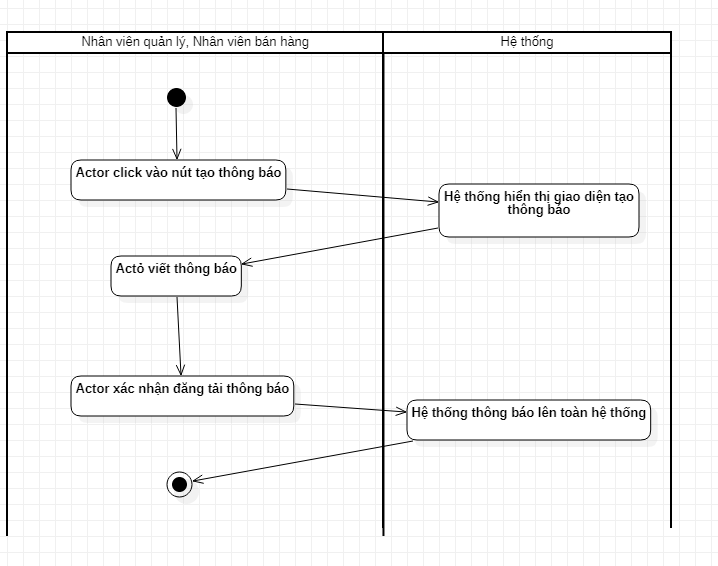 Nhân viên quản lý, Nhân viên bán hàng
Hệ thống
Actor click vào nút tạo thông báo
Hệ thống hiển thị giao diện tạo
thông báo
Actỏ viết thông báo
Actor xác nhận đăng tải thông báo
Hệ thống thông báo lên toàn hệ thống